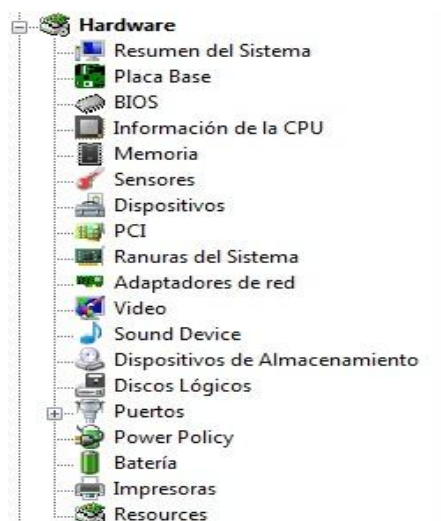 Hardware
Resumen del Sistema
Placa Base
BIOS
Información de la CPU
Memoria
Sensores
Dispositivos
PCI
Ranuras del Sistema
Adaptadores de red
Video
Sound Device
Dispositivos de Almacenamiento
Discos Lógicos
Puertos
Power Policy
Batería
Impresoras
Resources